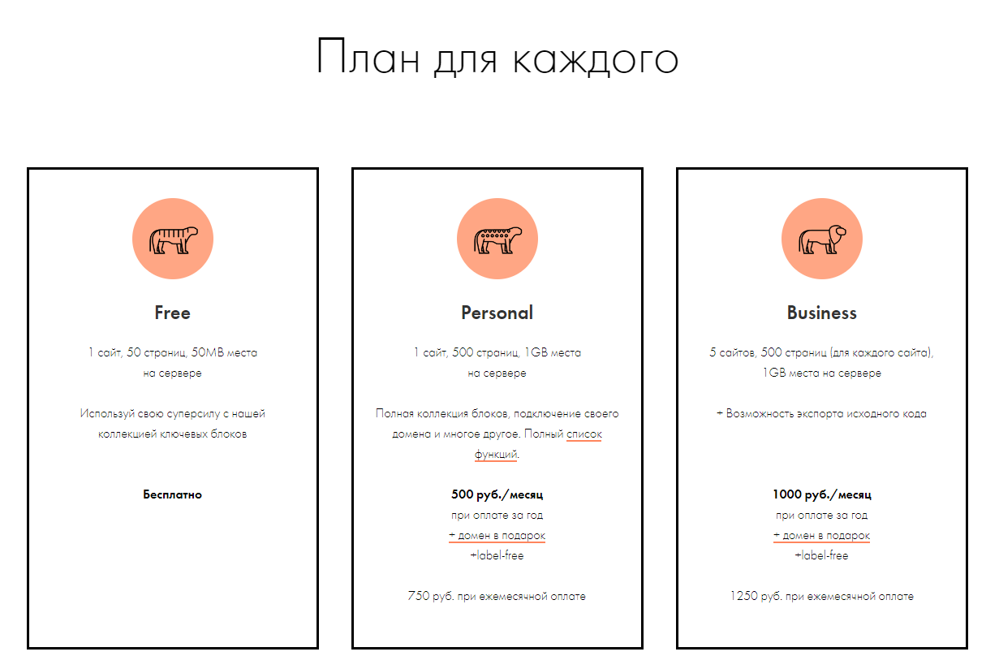 План для каждого
Free
1 сайт, 50 страниц, 50MB места
на сервере
Используй свою суперсилу с нашей
коллекцией ключевых блоков
Бесплатно
Personal
1 сайт, 500 страниц, 1GB места
на сервере
Полная коллекция блоков, подключение своего
домена и многое другое. Полный список
функций.
500 руб./месяц
при оплате за год
+ домен в подарок
+label-free
750 руб. при ежемесячной оплате
Business
5 сайтов, 500 страниц (для каждого сайта),
1GB места на сервере
+ Возможность экспорта исходного кода
1000 руб./месяц
при оплате за год
+ домен в подарок
+label-free
1250 руб. при ежемесячной оплате